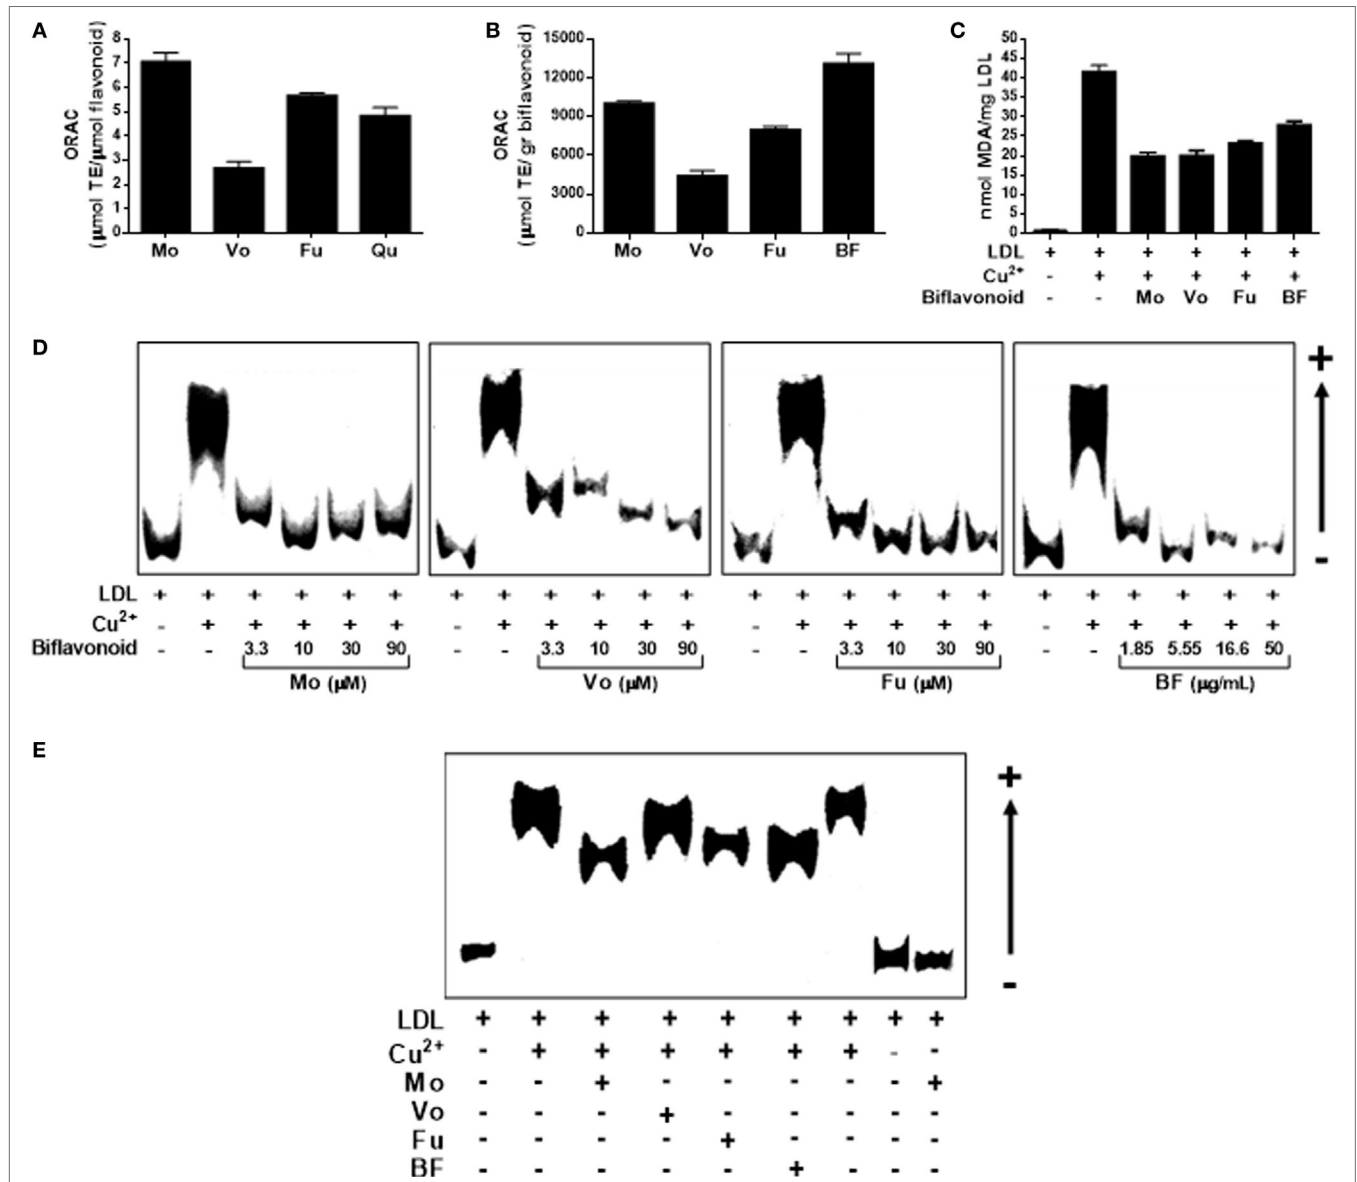 A
ORAC
(μmol TE/μmol flavonoid)
8
7
6
5
4
3
2
1
0
Mo Vo Fu Qu
B
ORAC
(μmol TE/ gr biflavonoid)
15000
12000
9000
6000
3000
0
Mo Vo Fu BF
C
nmol MDA/mg LDL
50
45
40
35
30
25
20
15
10
5
0
LDL + + + + + +
Cu2+ - + + + + +
Biflavonoid - - Mo Vo Fu BF
D
+
-
LDL + + + + + + + + + + + + + + + + + + + + + + + +
Cu2+ - + + + + + - + + + + + - + + + + + - + + + + +
Biflavonoid - - 3.3 10 30 90 - - 3.3 10 30 90 - - 3.3 10 30 90 - - 1.85 5.55 16.6 50
Mo (μM) Vo (μM) Fu (μM) BF (μg/mL)
E
+
-
LDL + + + + + + + + +
Cu2+ - + + + + + + - -
Mo - - + - - - - - +
Vo - - - + - - - - -
Fu - - - - + - - - -
BF - - - - - + - - -